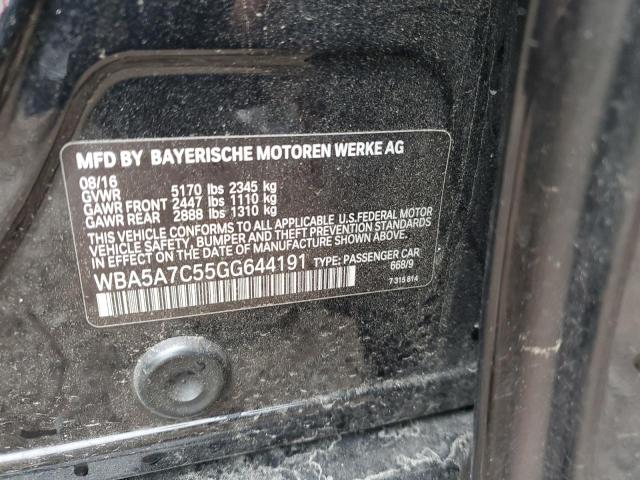 MFD BY BAYERISCHE MOTOREN WERKE AG
08/16
GVWR 5170 lbs 2345 kg
GAWR FRONT 2447 lbs 1110 kg
GAWR REAR 2888 lbs 1310 kg
THIS VEHICLE CONFORMS TO ALL APPLICABLE U.S.FEDERAL MOTOR
VEHICLE SAFETY, BUMPER AND THEFT PREVENTION STANDARDS
IN EFFECT ON THE DATE OF MANUFACTURE SHOWN ABOVE.
WBA5A7C55GG644191 TYPE: PASSENGER CAR
668/9
7 315 814